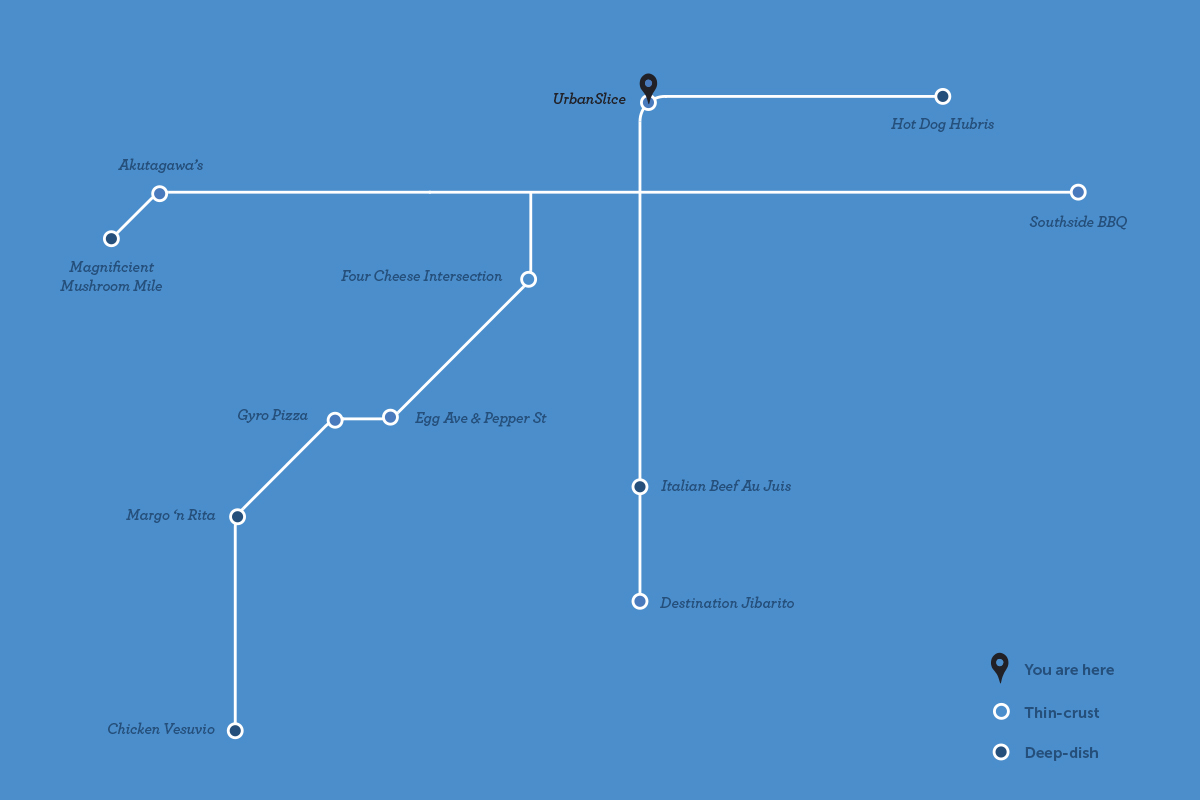 UrbanSlice
Hot Dog Hubris
Akutagawa's
Southside BBQ
Magnificient
Mushroom Mile
Four Cheese Intersection
Gyro Pizza
Egg Ave & Pepper St
Italian Beef Au Juis
Margo ‘n Rita
Destination Jibarito
You are here
Thin-crust
Chicken Vesuvio
Deep-dish